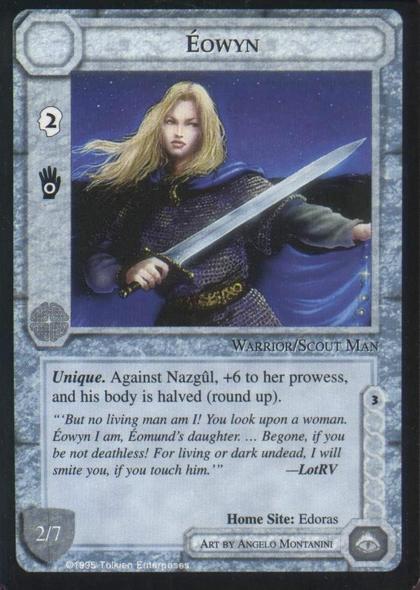 Éowyn
2
0
Warrior/Scout Man
Unique. Against Nazgûl, +6 to her prowess,
and his body is halved (round up).
3
“‘But no living man am I! You look upon a woman.
Éowyn I am, Éomund’s daughter. … Begone, if you
be not deathless! For living or dark undead, I will
smite you, if you touch him.’” —LotRV
Home Site: Edoras
2/7
Art by Angelo Montanini
©1995 Tolkien Enterprises